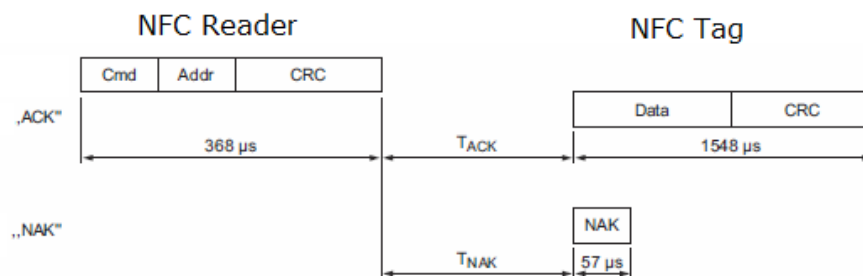 NFC Reader
NFC Tag
Cmd Addr CRC
Data CRC
,ACK"'
368 µs TACK 1548 µs
,,NAK"' NAK
TNAK 57 µs